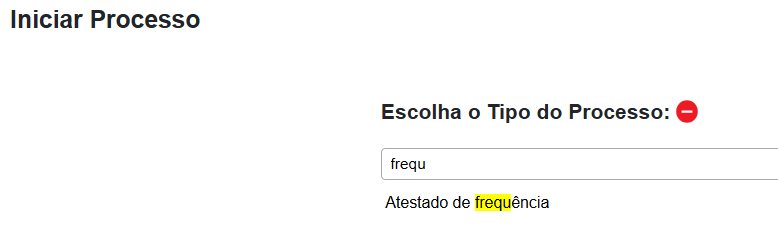 Iniciar Processo
Escolha o Tipo do Processo:
frequ
Atestado de frequência